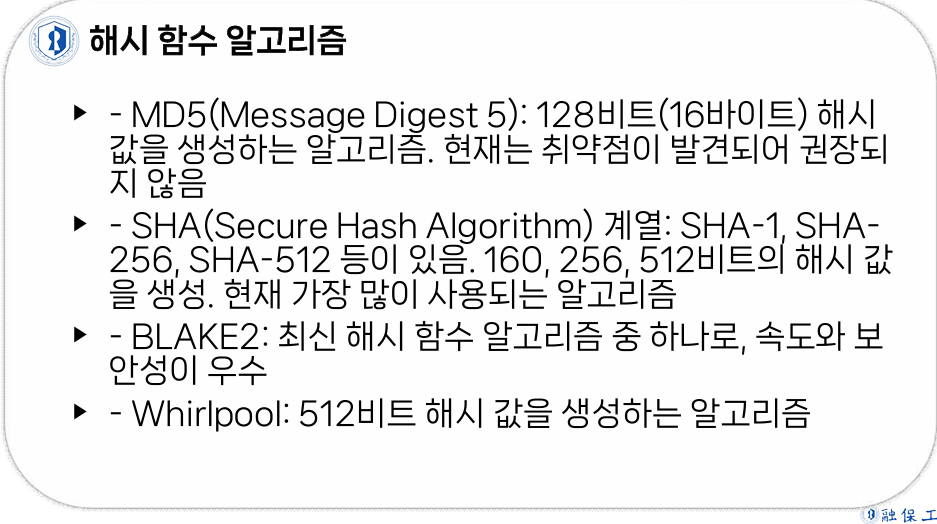 해시 함수 알고리즘
- MD5(Message Digest 5): 128비트(16바이트) 해시
값을 생성하는 알고리즘. 현재는 취약점이 발견되어 권장되
지 않음
- SHA(Secure Hash Algorithm) 계열: SHA-1, SHA-
256, SHA-512 등이 있음. 160, 256, 512비트의 해시 값
을 생성. 현재 가장 많이 사용되는 알고리즘
- BLAKE2: 최신 해시 함수 알고리즘 중 하나로, 속도와 보
안성이 우수
- Whirlpool: 512비트 해시 값을 생성하는 알고리즘
融保工